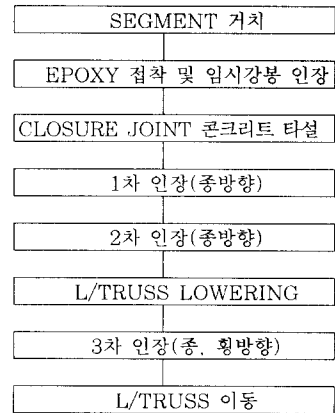 SEGMENT 거치
EPOXY 접착 및 임시강봉 인장
CLOSURE JOINT 콘크리트 타설
1차 인장(종방향)
2차 인장(종방향)
L/TRUSS LOWERING
3차 인장(종, 횡방향)
L/TRUSS 이동